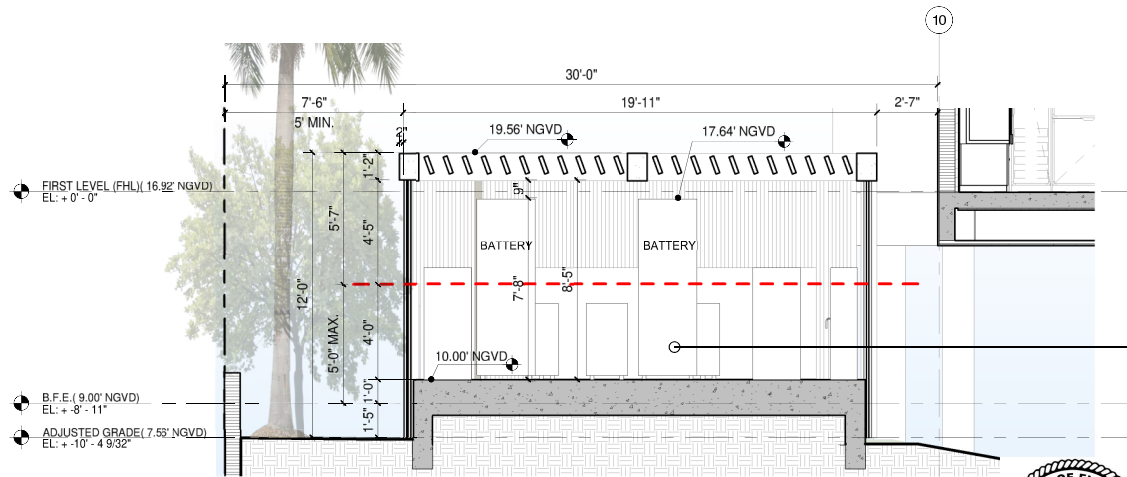 10
30'-0"
7'-6"
19'-11"
2'-7"
5' MIN.
2"
19.56' NGVD
17.64' NGVD
1'-2"
FIRST LEVEL (FHL)( 16.92' NGVD)
EL: + 0' - 0"
9"
5'-7"
4'-5"
BATTERY
BATTERY
12'-0"
7'-8"
8'-5"
5'-0" MAX.
4'-0"
10.00' NGVD
B.F.E.( 9.00' NGVD)
EL: + -8' - 11"
1'-0"
1'-5"
ADJUSTED GRADE( 7.56' NGVD)
EL: + -10' - 4 9/32"